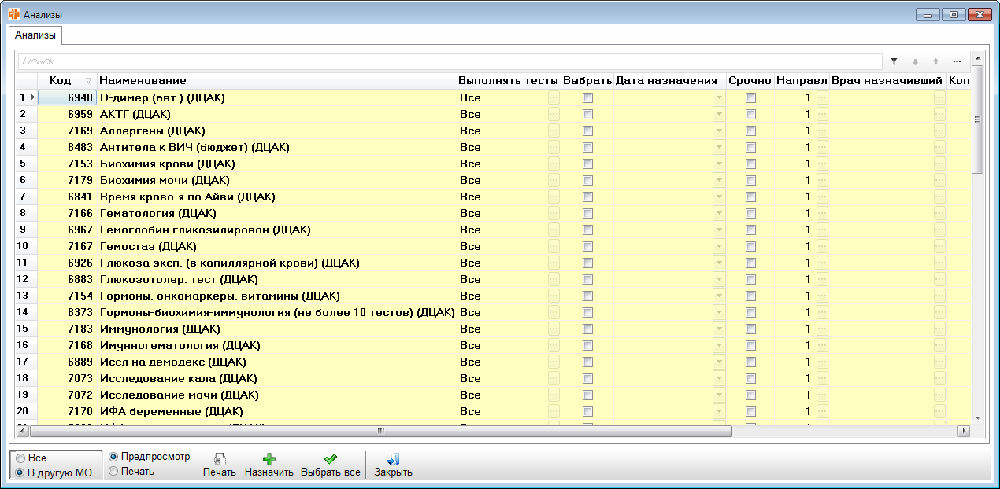 Анализы
Анализы
Поиск...
Код Наименование Выполнять тесты Выбрать Дата назначения Срочно Направл Врач назначивший Коп
1 6948 D-димер (авт.) (ДЦАК) Все 1
2 6959 АКТГ (ДЦАК) Все 1
3 7169 Аллергены (ДЦАК) Все 1
4 8483 Антитела к ВИЧ (бюджет) (ДЦАК) Все 1
5 7153 Биохимия крови (ДЦАК) Все 1
6 7179 Биохимия мочи (ДЦАК) Все 1
7 6841 Время крово-я по Айви (ДЦАК) Все 1
8 7166 Гематология (ДЦАК) Все 1
9 6967 Гемоглобин гликозилирован (ДЦАК) Все 1
10 7167 Гемостаз (ДЦАК) Все 1
11 6926 Глюкоза эксп. (в капиллярной крови) (ДЦАК) Все 1
12 6883 Глюкозотолер. тест (ДЦАК) Все 1
13 7154 Гормоны, онкомаркеры, витамины (ДЦАК) Все 1
14 8373 Гормоны-биохимия-иммунология (не более 10 тестов) (ДЦАК) Все 1
15 7183 Иммунология (ДЦАК) Все 1
16 7168 Имунногематология (ДЦАК) Все 1
17 6889 Иссл на демодекс (ДЦАК) Все 1
18 7073 Исследование кала (ДЦАК) Все 1
19 7072 Исследование мочи (ДЦАК) Все 1
20 7170 ИФА беременные (ДЦАК) Все 1
Все
В другую МО
Предпросмотр
Печать
Печать Назначить Выбрать всё Закрыть